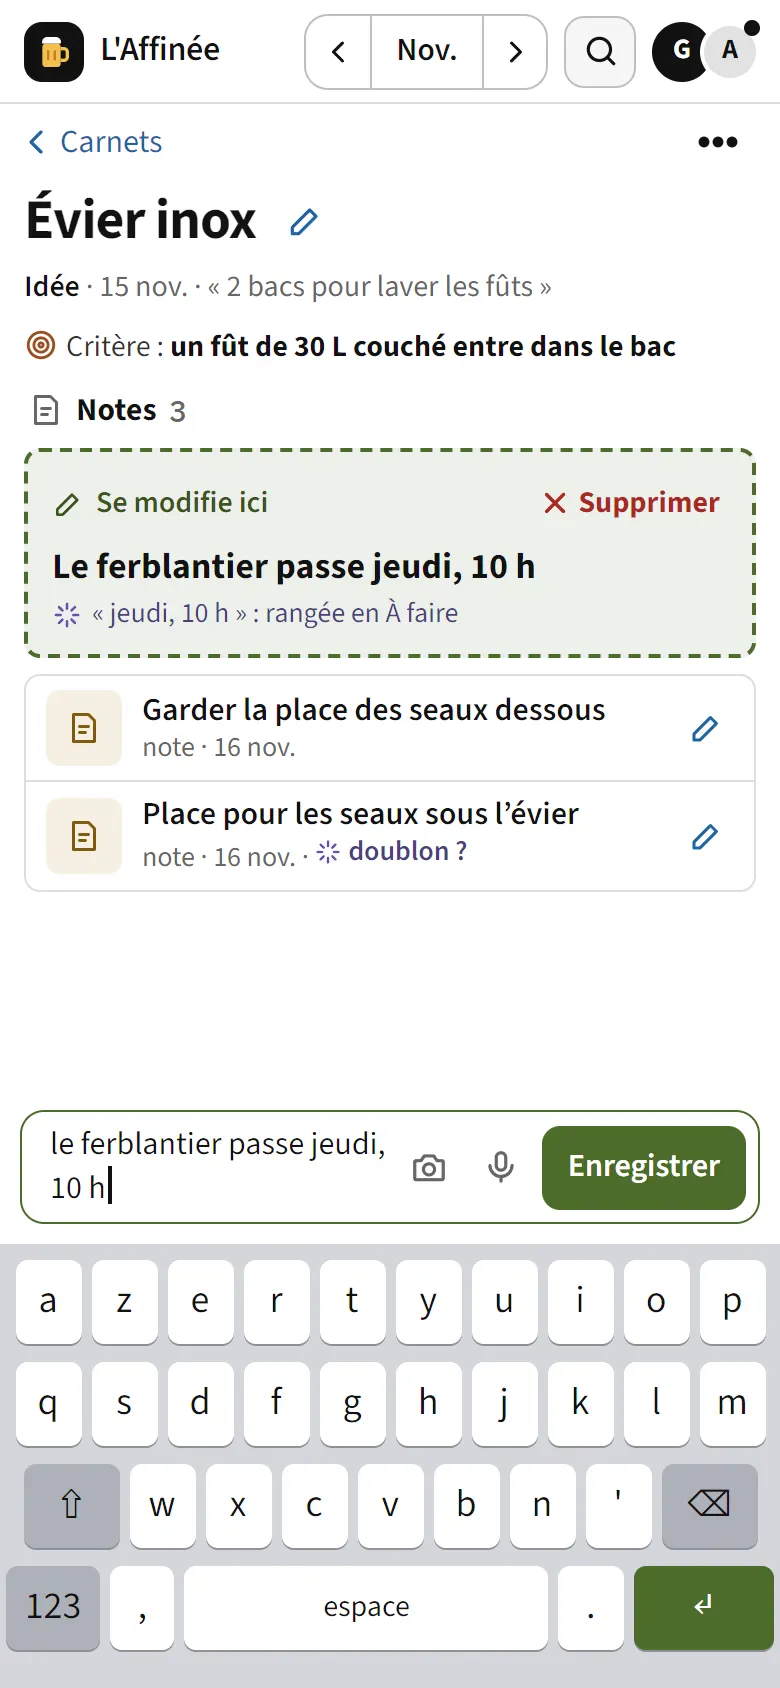 L'Affinée
Nov.
G
A
Carnets
Évier inox
Idée · 15 nov. · « 2 bacs pour laver les fûts »
Critère : un fût de 30 L couché entre dans le bac
Notes 3
Se modifie ici
Supprimer
Le ferblantier passe jeudi, 10 h
« jeudi, 10 h » : rangée en À faire
Garder la place des seaux dessous
note · 16 nov.
Place pour les seaux sous l’évier
note · 16 nov. · doublon ?
le ferblantier passe jeudi,
10 h
Enregistrer
a z e r t y u i o p
q s d f g h j k l m
⇧ w x c v b n ' ⌫
123 , espace . ↵